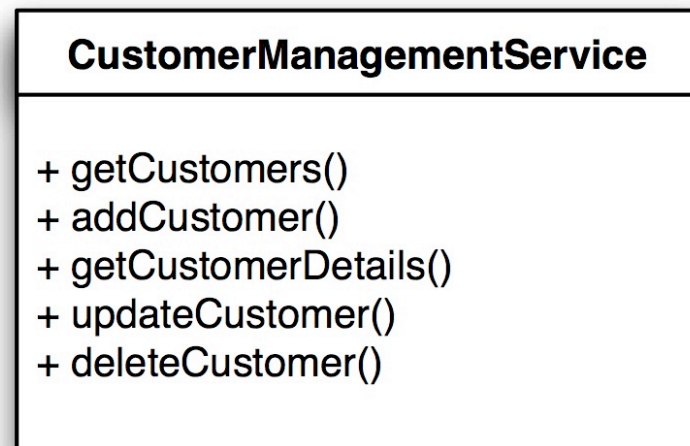 CustomerManagementService
+ getCustomers()
+ addCustomer()
+ getCustomerDetails()
+ updateCustomer()
+ deleteCustomer()